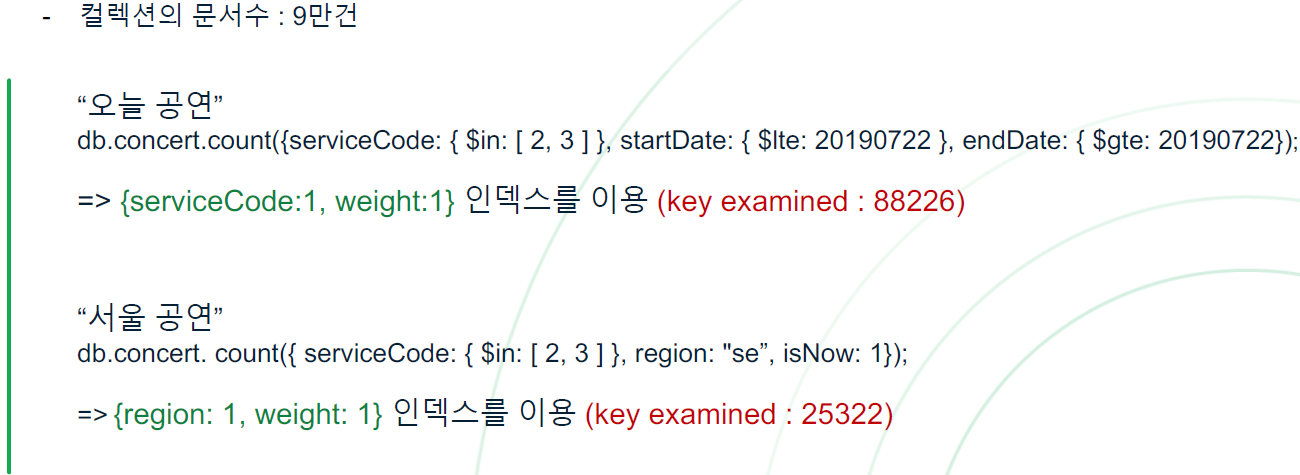 - 컬렉션의 문서수 : 9만건
“오늘 공연”
db.concert.count({serviceCode: { $in: [ 2, 3 ] }, startDate: { $lte: 20190722 }, endDate: { $gte: 20190722});
=> {serviceCode:1, weight:1} 인덱스를 이용 (key examined : 88226)
“서울 공연”
db.concert. count({ serviceCode: { $in: [ 2, 3 ] }, region: "se”, isNow: 1});
=> {region: 1, weight: 1} 인덱스를 이용 (key examined : 25322)